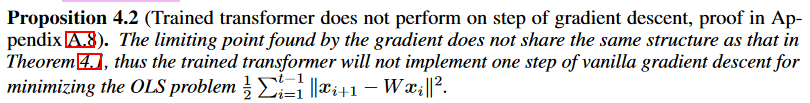 Proposition 4.2 (Trained transformer does not perform on step of gradient descent, proof in Ap-
pendix A.8). The limiting point found by the gradient does not share the same structure as that in
Theorem 4.1, thus the trained transformer will not implement one step of vanilla gradient descent for
minimizing the OLS problem $\frac{1}{2} \sum_{i=1}^{t-1} \|x_{i+1} - W x_i\|^2$.